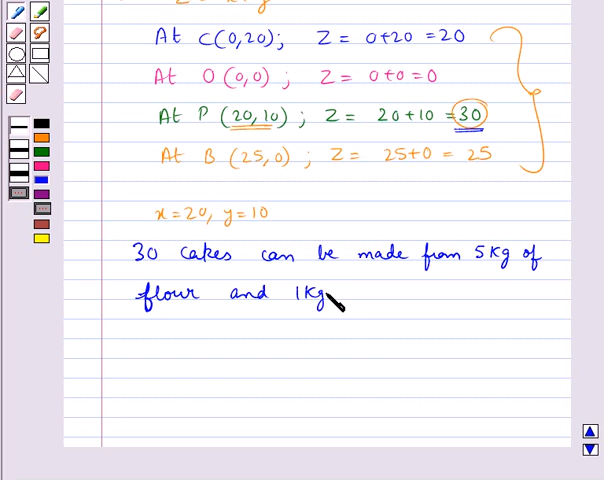 At C(0,20); Z = 0+20 = 20
At O (0,0) ; Z = 0+0 = 0
At P (20,10) ; Z = 20+10 = 30
At B (25,0) ; Z = 25+0 = 25
x=20, y=10
30 cakes can be made from 5Kg of
flour and 1Kg